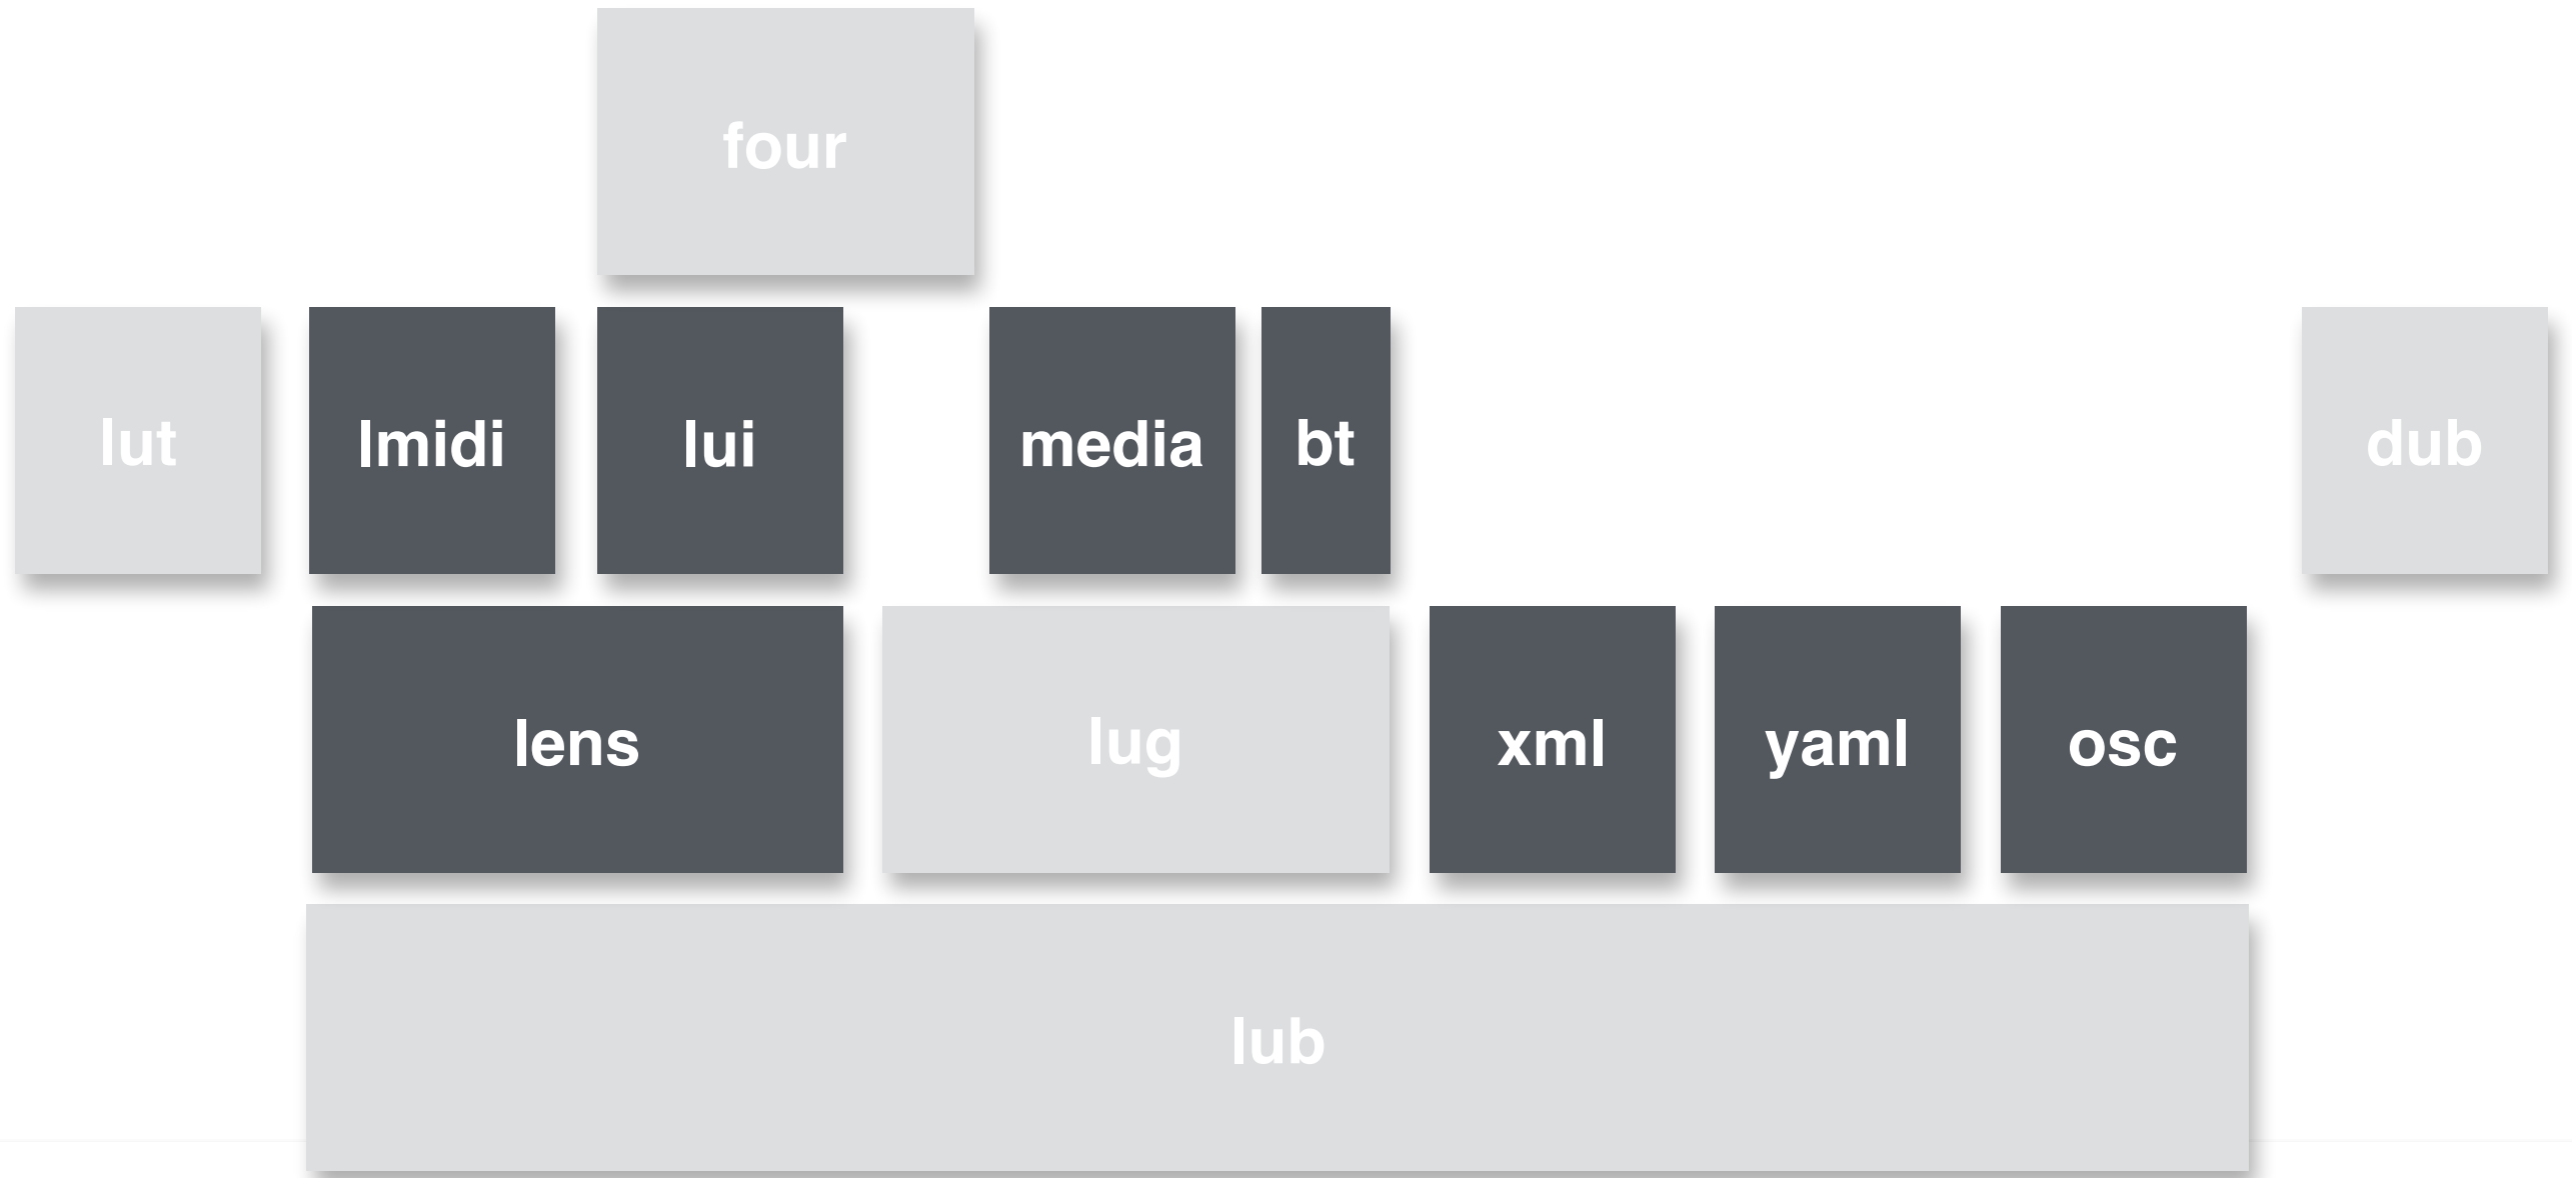 four
lut
lmidi
lui
media
bt
dub
lens
lug
xml
yaml
osc
lub